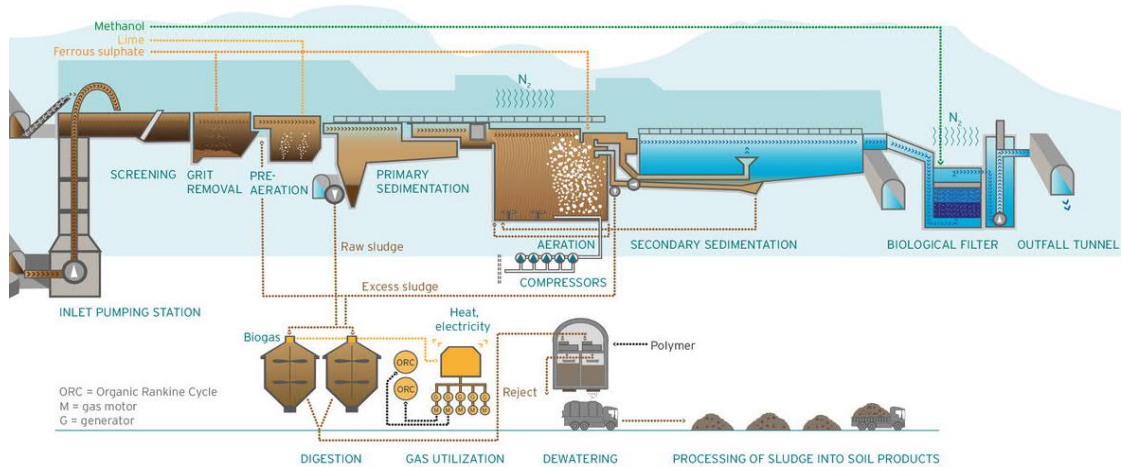 Methanol
Lime
Ferrous sulphate
N2
N2
SCREENING
GRIT
REMOVAL
PRE-
AERATION
PRIMARY
SEDIMENTATION
AERATION
SECONDARY SEDIMENTATION
BIOLOGICAL FILTER
OUTFALL TUNNEL
Raw sludge
COMPRESSORS
Excess sludge
INLET PUMPING STATION
Biogas
Heat,
electricity
Polymer
ORC
ORC
Reject
G G G G G
M M M M M
ORC = Organic Rankine Cycle
M = gas motor
G = generator
DIGESTION
GAS UTILIZATION
DEWATERING
PROCESSING OF SLUDGE INTO SOIL PRODUCTS